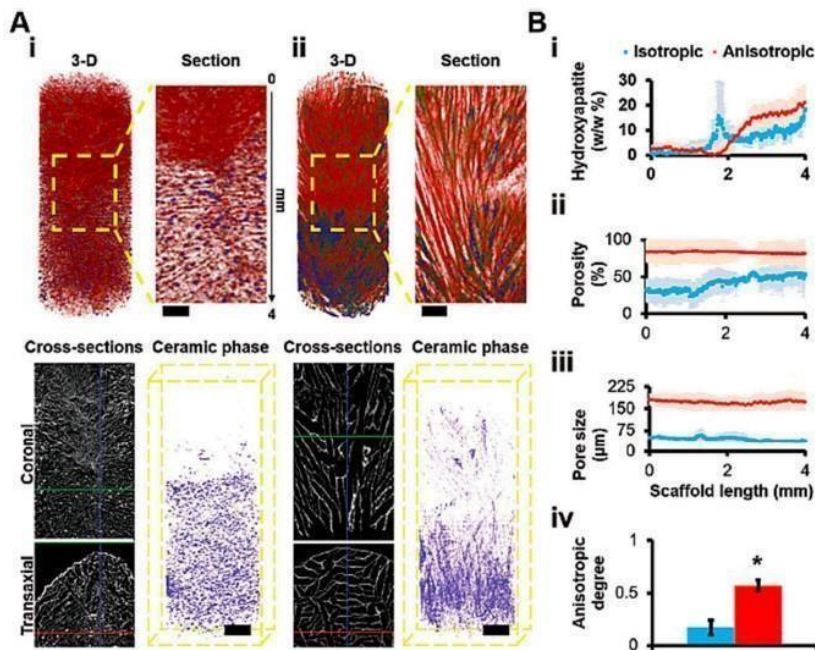 A
i
3-D
Section
0
mm
4
ii
3-D
Section
Cross-sections
Ceramic phase
Cross-sections
Ceramic phase
Coronal
Transaxial
B
i
Isotropic
Anisotropic
Hydroxyapatite
(w/w %)
30
20
10
0
0
2
4
ii
Porosity
(%)
100
50
0
0
2
4
iii
Pore size
(µm)
225
150
75
0
0
2
4
Scaffold length (mm)
iv
Anisotropic
degree
1
0.5
0
*